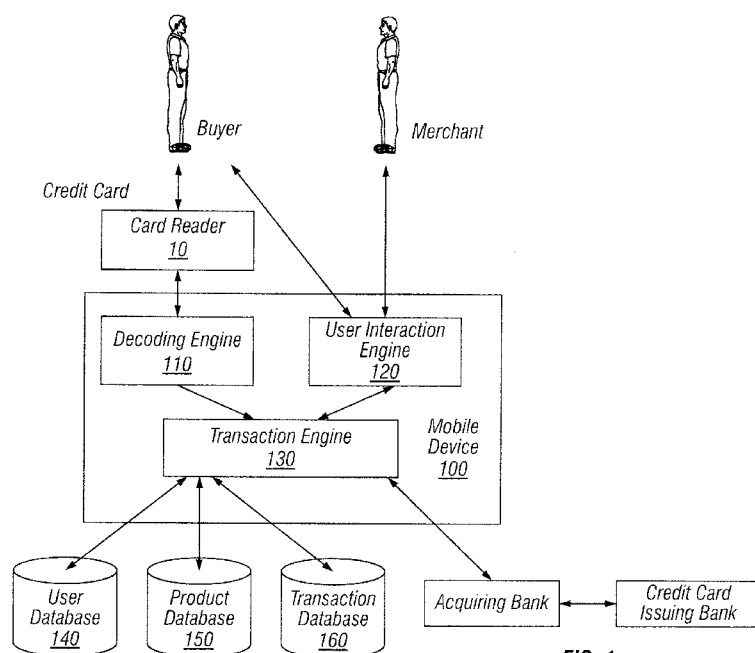 Buyer
Merchant
Credit Card
Card Reader
10
Decoding Engine
110
User Interaction
Engine
120
Transaction Engine
130
Mobile
Device
100
User
Database
140
Product
Database
150
Transaction
Database
160
Acquiring Bank
Credit Card
Issuing Bank